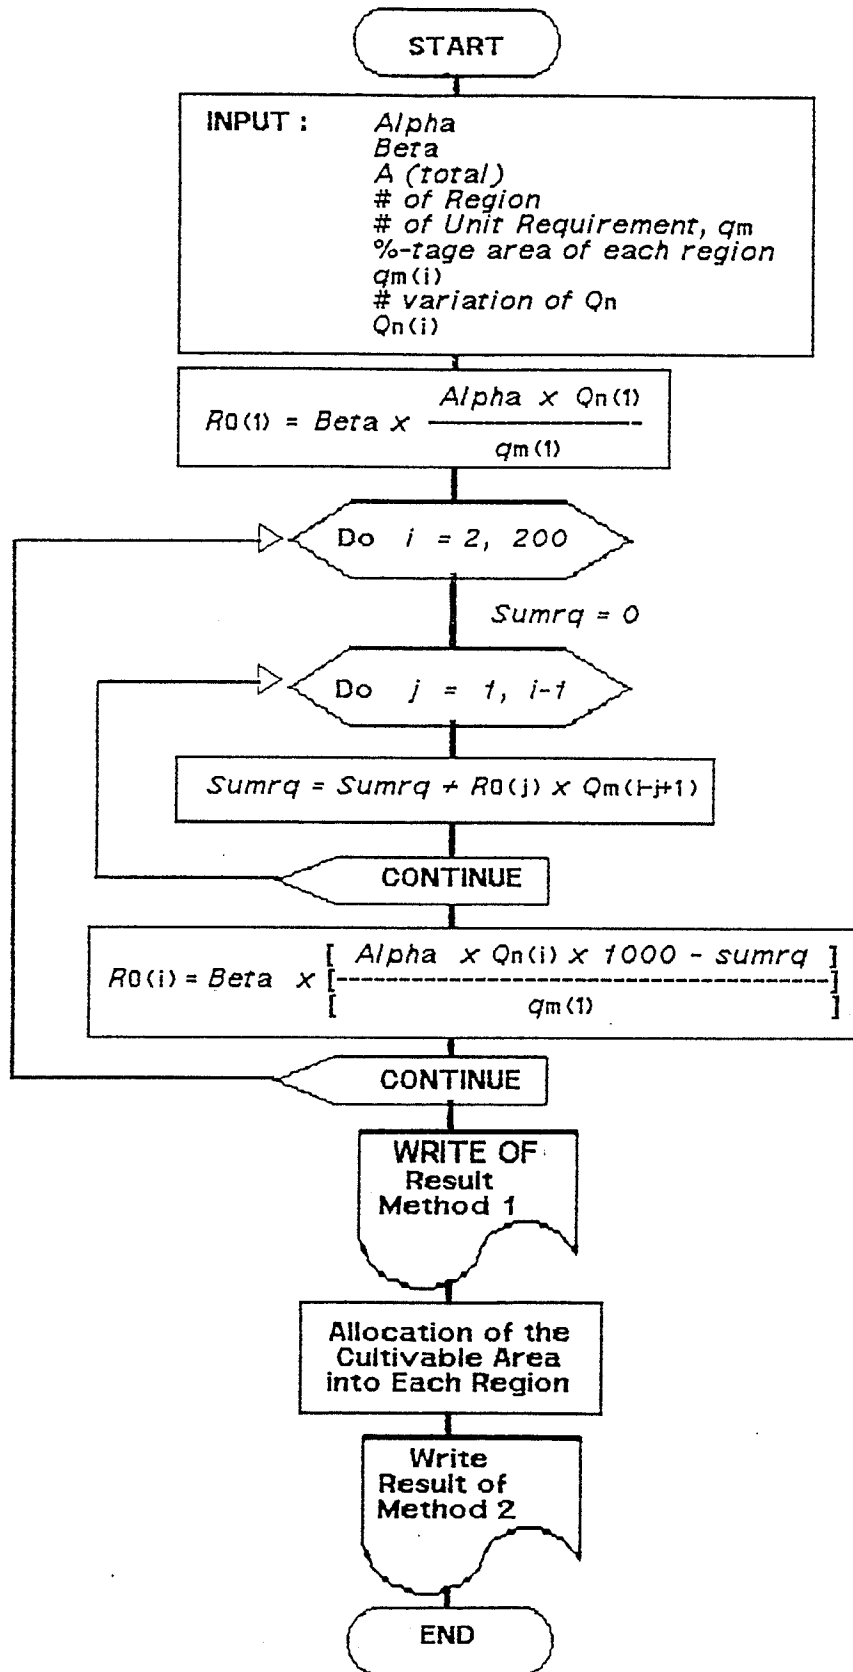 START
INPUT : Alpha
Beta
A (total)
# of Region
# of Unit Requirement, qm
%-tage area of each region
qm(i)
# variation of Qn
Qn(i)
Alpha x Qn(1)
RO(1) = Beta x ----------------
qm(1)
Do i = 2, 200
Sumrq = 0
Do j = 1, i-1
Sumrq = Sumrq + RO(j) x Qm(i-j+1)
CONTINUE
[ Alpha x Qn(i) x 1000 - sumrq ]
RO(i) = Beta x [--------------------------------]
[ qm(1) ]
CONTINUE
WRITE OF
Result
Method 1
Allocation of the
Cultivable Area
into Each Region
Write
Result of
Method 2
END